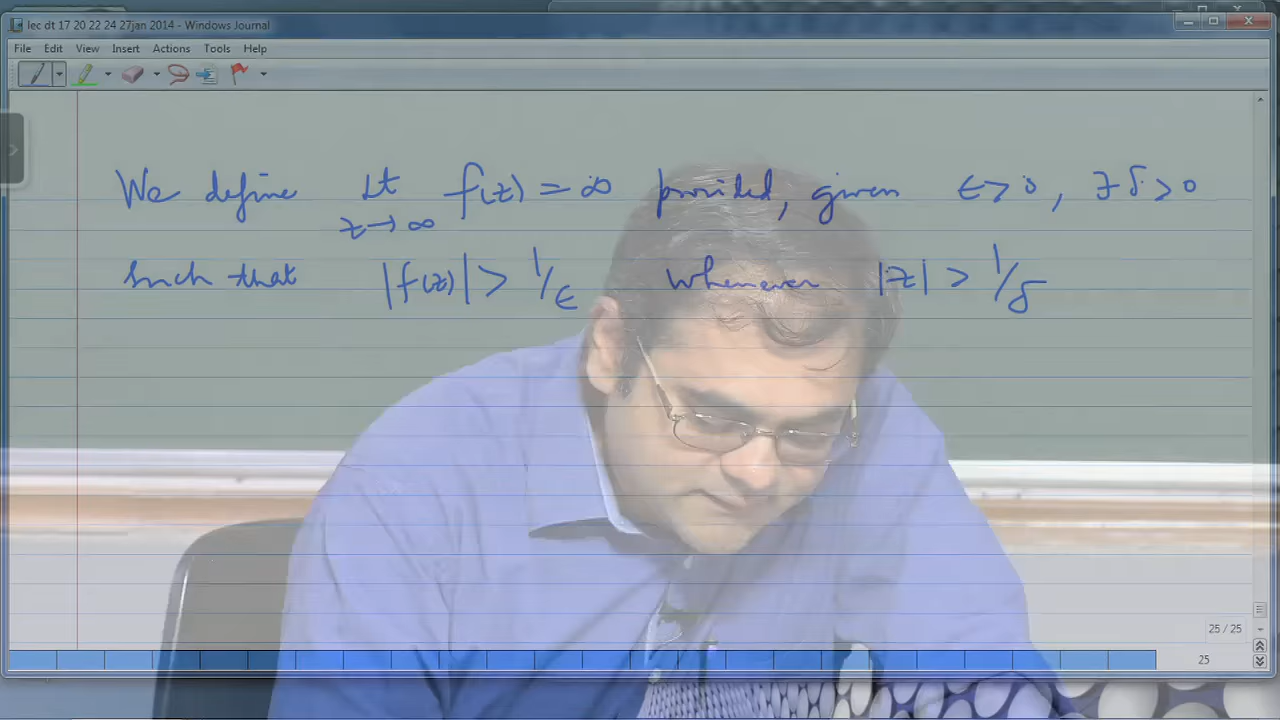 lec dt 17 20 22 24 27jan 2014 - Windows Journal
File Edit View Insert Actions Tools Help
We define Lt f(z) = ∞ provided, given ε > 0, ∃ δ > 0
z → ∞
such that |f(z)| > 1/ε whenever |z| > 1/δ
25 / 25
25